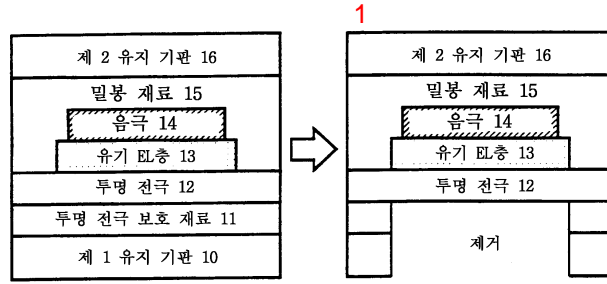 1
제 2 유지 기판 16
밀봉 재료 15
음극 14
유기 EL층 13
투명 전극 12
투명 전극 보호 재료 11
제 1 유지 기판 10
제 2 유지 기판 16
밀봉 재료 15
음극 14
유기 EL층 13
투명 전극 12
제거